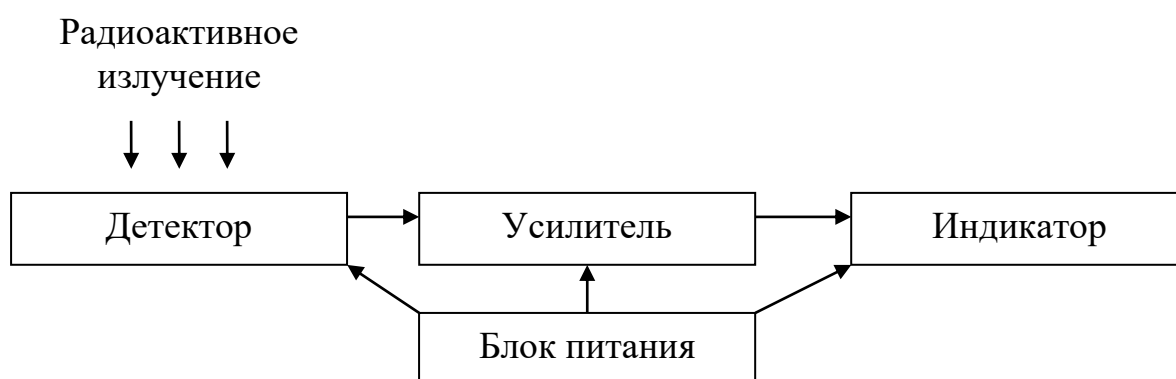 Радиоактивное
излучение
Детектор
Усилитель
Индикатор
Блок питания